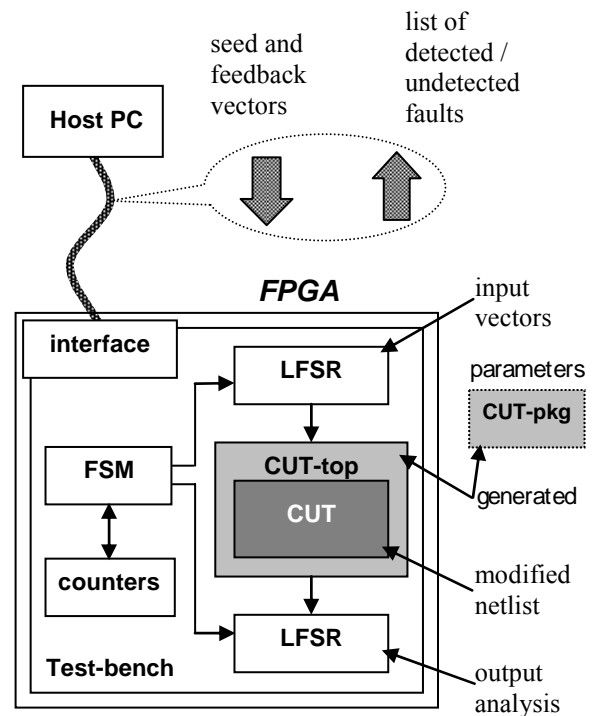 seed and
feedback
vectors
list of
detected /
undetected
faults
Host PC
FPGA
input
vectors
interface
LFSR
parameters
CUT-pkg
FSM
CUT-top
CUT
generated
counters
modified
netlist
LFSR
Test-bench
output
analysis